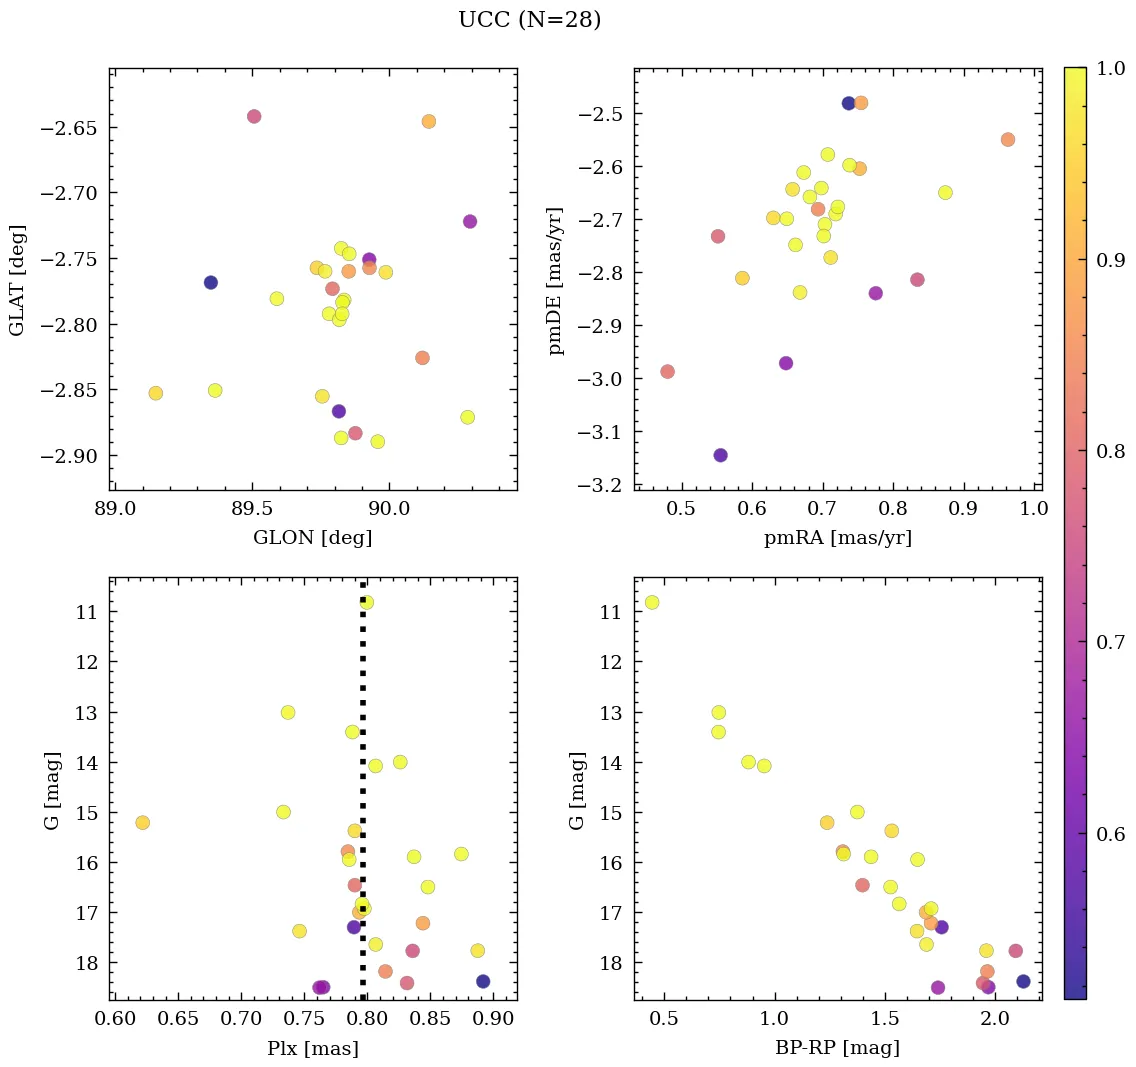 UCC (N=28)
−2.65
−2.70
−2.75
−2.80
−2.85
−2.90
GLAT [deg]
89.0 89.5 90.0
GLON [deg]
−2.5
−2.6
−2.7
−2.8
−2.9
−3.0
−3.1
−3.2
pmDE [mas/yr]
0.5 0.6 0.7 0.8 0.9 1.0
pmRA [mas/yr]
1.0
0.9
0.8
0.7
0.6
11
12
13
14
15
16
17
18
G [mag]
0.60 0.65 0.70 0.75 0.80 0.85 0.90
Plx [mas]
11
12
13
14
15
16
17
18
G [mag]
0.5 1.0 1.5 2.0
BP-RP [mag]